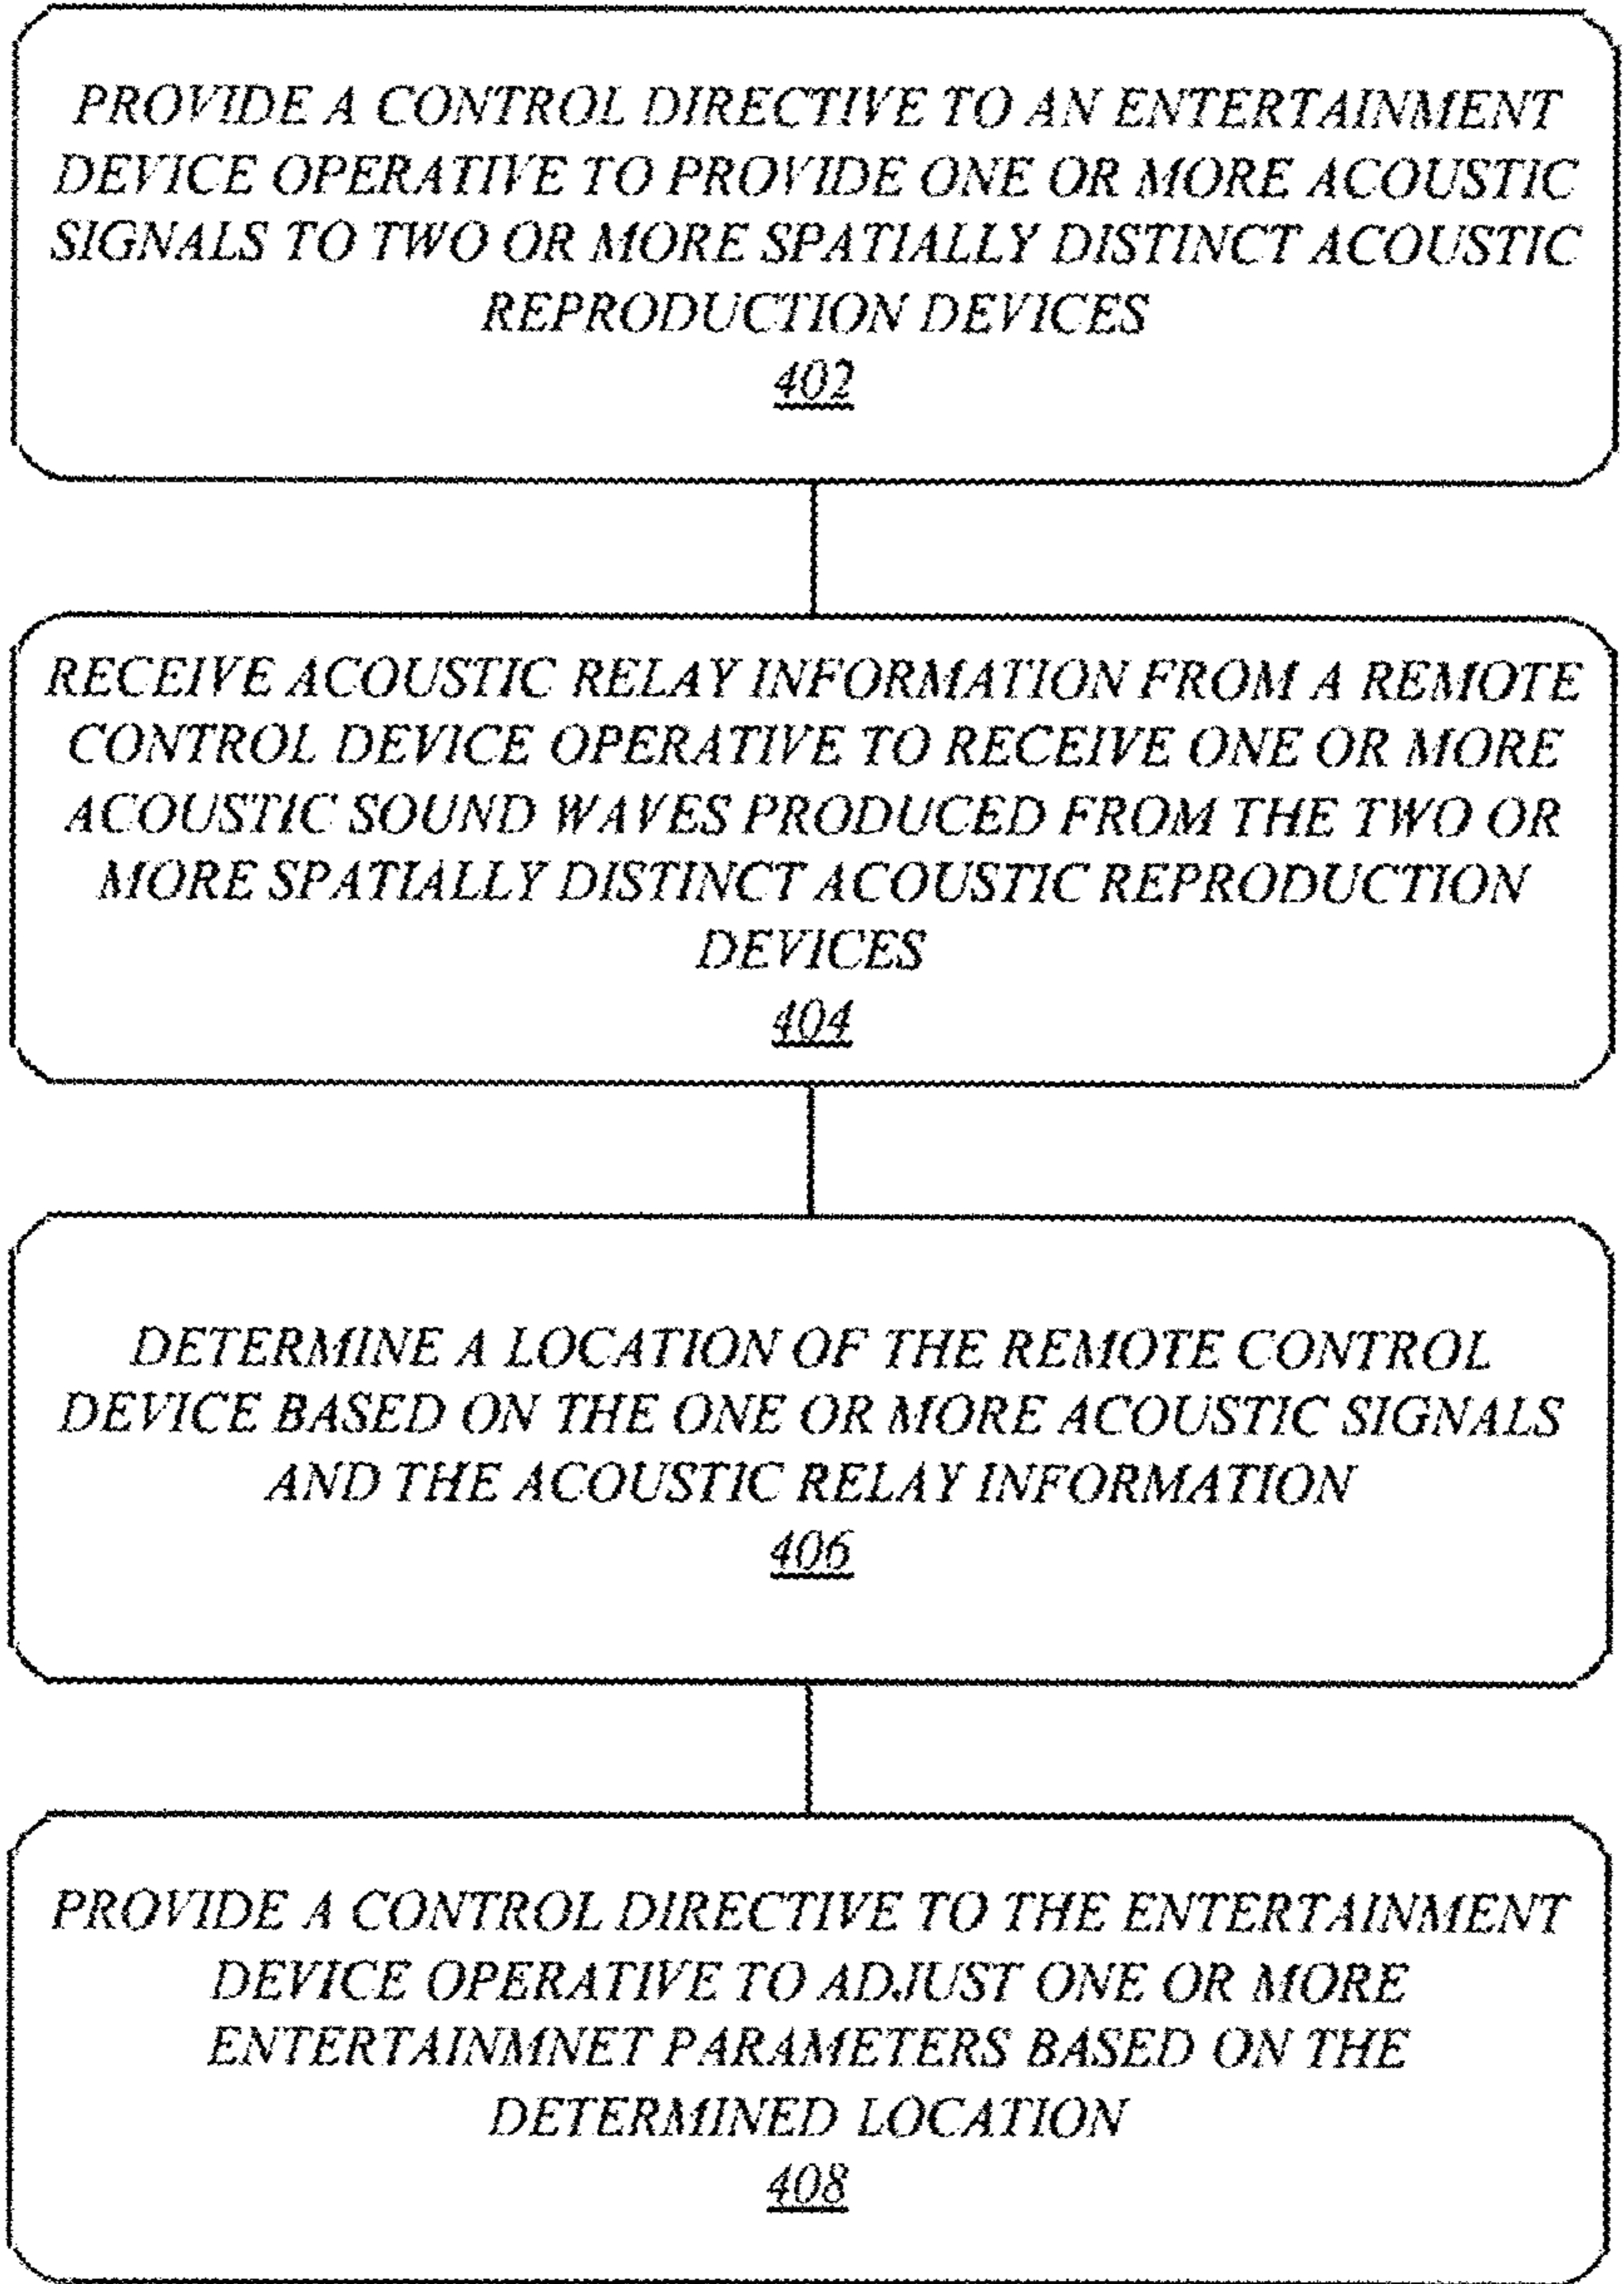 PROVIDE A CONTROL DIRECTIVE TO AN ENTERTAINMENT
DEVICE OPERATIVE TO PROVIDE ONE OR MORE ACOUSTIC
SIGNALS TO TWO OR MORE SPATIALLY DISTINCT ACOUSTIC
REPRODUCTION DEVICES
402
RECEIVE ACOUSTIC RELAY INFORMATION FROM A REMOTE
CONTROL DEVICE OPERATIVE TO RECEIVE ONE OR MORE
ACOUSTIC SOUND WAVES PRODUCED FROM THE TWO OR
MORE SPATIALLY DISTINCT ACOUSTIC REPRODUCTION
DEVICES
404
DETERMINE A LOCATION OF THE REMOTE CONTROL
DEVICE BASED ON THE ONE OR MORE ACOUSTIC SIGNALS
AND THE ACOUSTIC RELAY INFORMATION
406
PROVIDE A CONTROL DIRECTIVE TO THE ENTERTAINMENT
DEVICE OPERATIVE TO ADJUST ONE OR MORE
ENTERTAINMNET PARAMETERS BASED ON THE
DETERMINED LOCATION
408